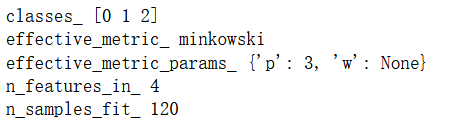 classes_ [0 1 2]
effective_metric_ minkowski
effective_metric_params_ {'p': 3, 'w': None}
n_features_in_ 4
n_samples_fit_ 120